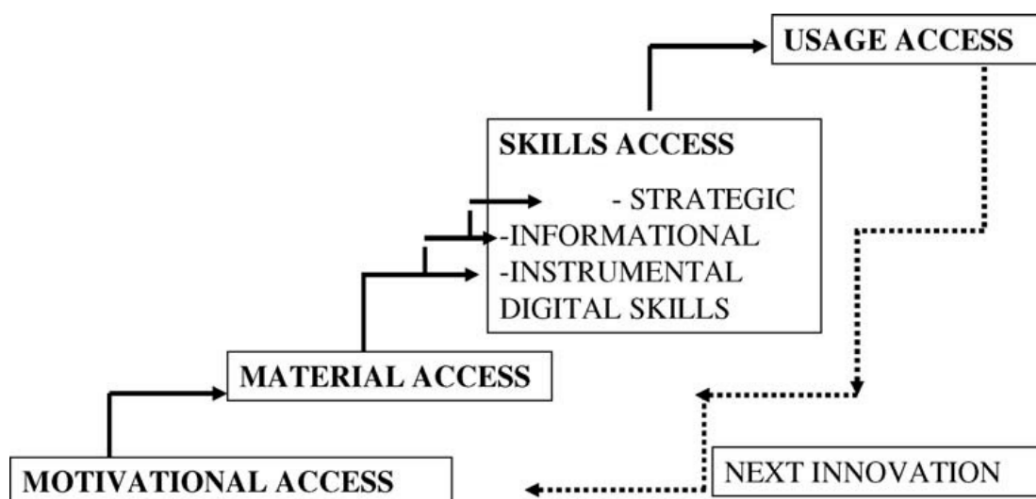 USAGE ACCESS
SKILLS ACCESS
- STRATEGIC
-INFORMATIONAL
-INSTRUMENTAL
DIGITAL SKILLS
MATERIAL ACCESS
MOTIVATIONAL ACCESS
NEXT INNOVATION